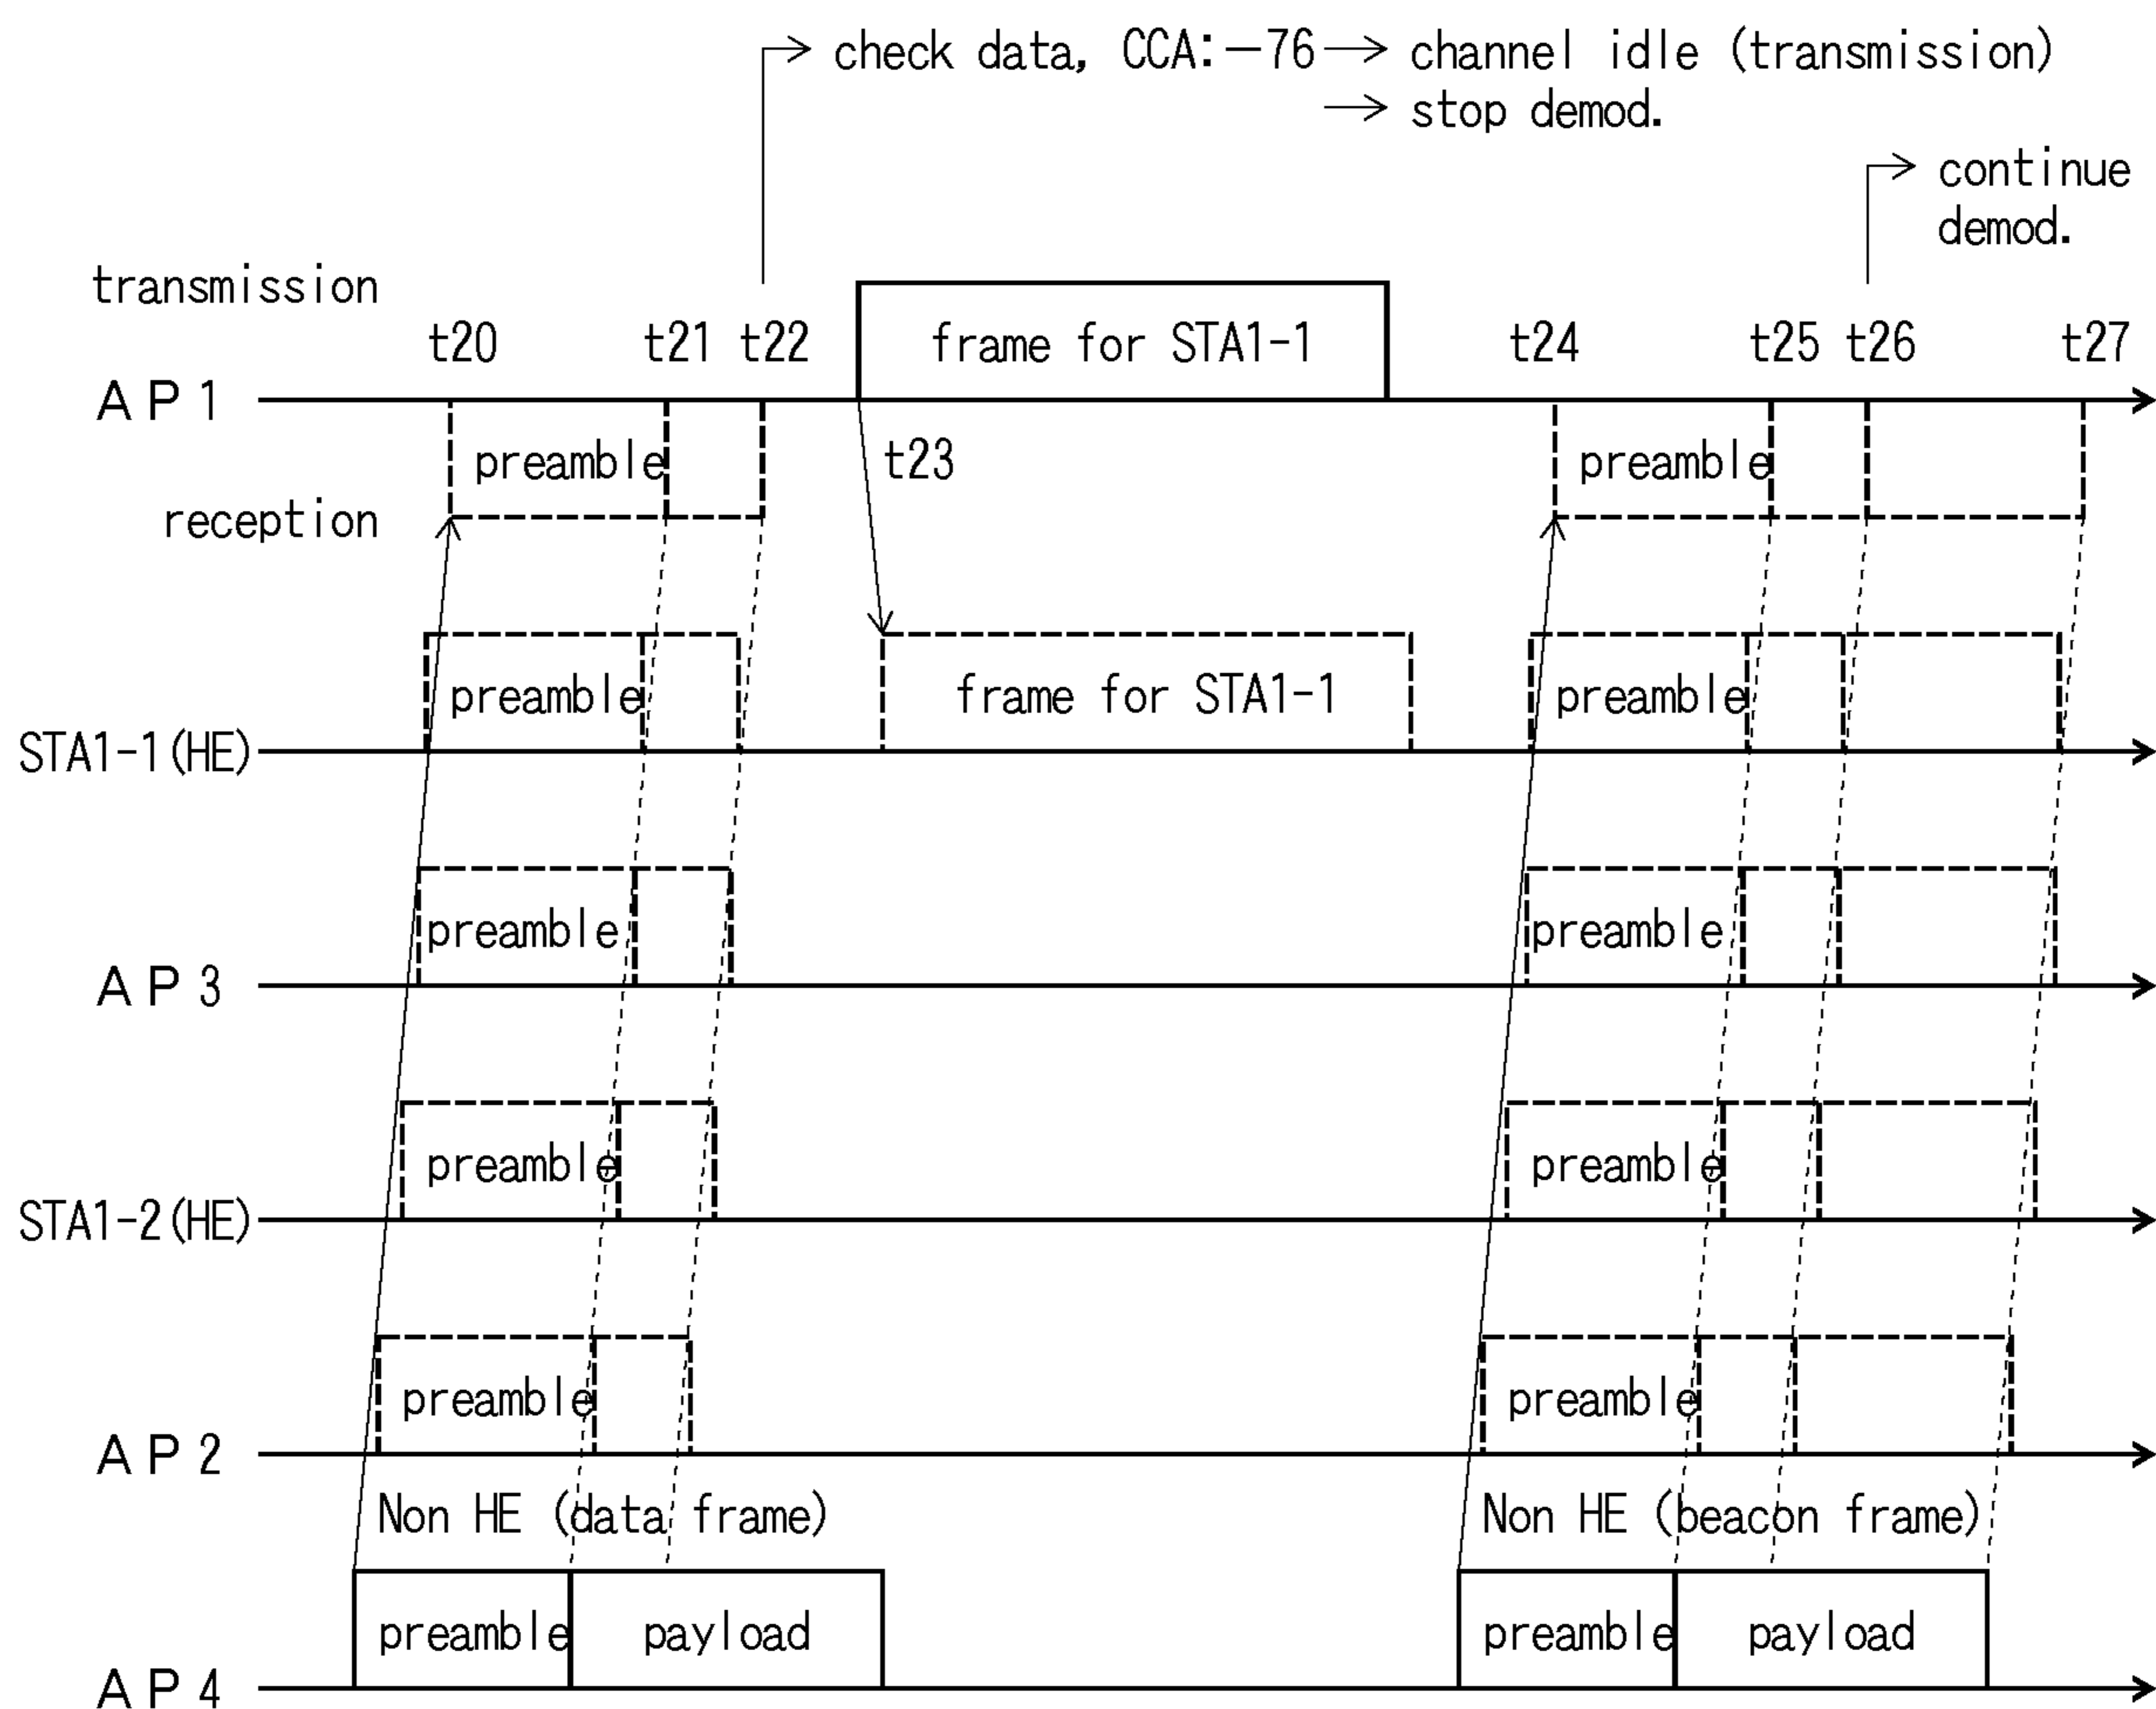 check data, CCA:−76 → channel idle (transmission)
→ stop demod.
continue
demod.
transmission
t20 t21 t22 frame for STA1-1 t24 t25 t26 t27
AP1
preamble t23 preamble
reception
preamble frame for STA1-1 preamble
STA1-1(HE)
preamble preamble
AP3
preamble preamble
STA1-2(HE)
preamble preamble
AP2
Non HE (data frame) Non HE (beacon frame)
preamble payload preamble payload
AP4